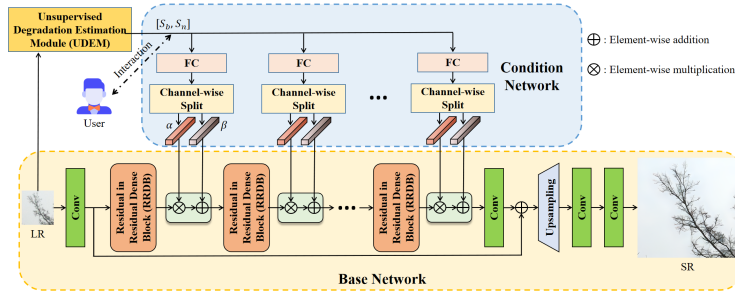 Unsupervised
Degradation Estimation
Module (UDEM)
[S_b, S_n]
Interaction
User
FC
FC
FC
Channel-wise
Split
Channel-wise
Split
Channel-wise
Split
Condition
Network
⊕ : Element-wise addition
⊗ : Element-wise multiplication
α
β
LR
Conv
Residual in
Residual Dense
Block (RRDB)
Residual in
Residual Dense
Block (RRDB)
Residual in
Residual Dense
Block (RRDB)
Conv
Upsampling
Conv
Conv
SR
Base Network